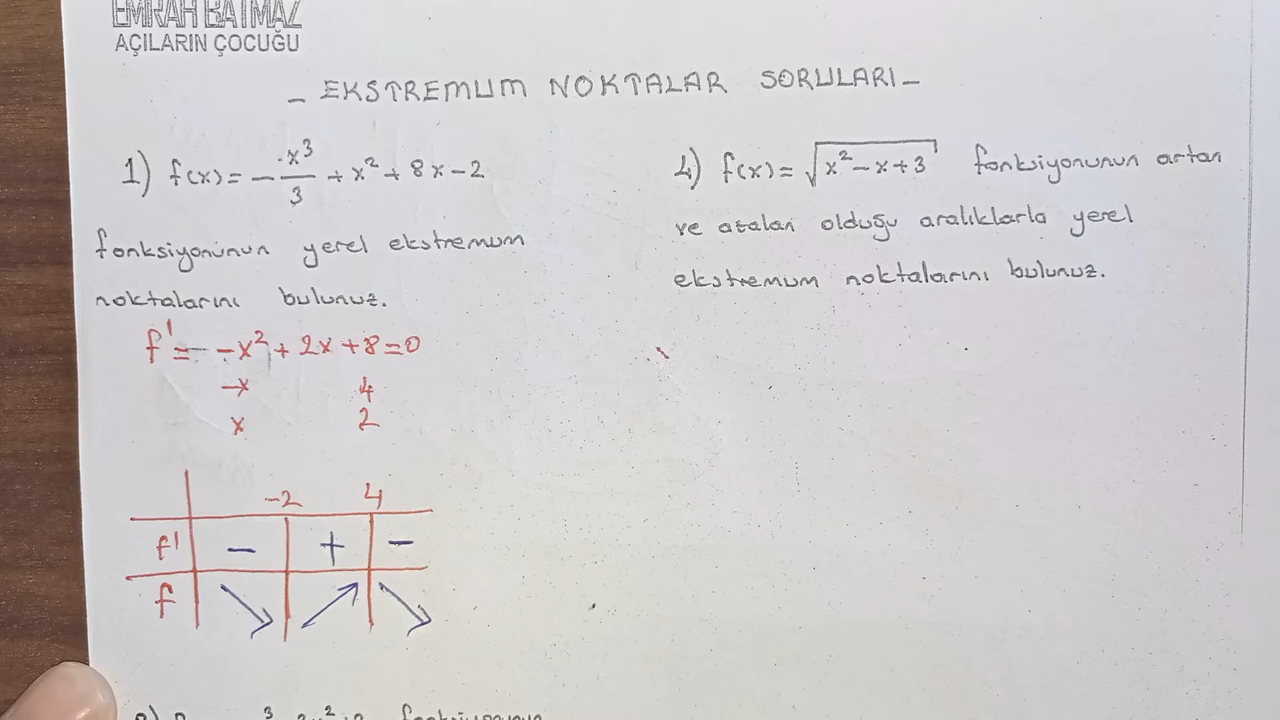 EMRAH BATMAZ
AÇILARIN ÇOCUĞU
- EKSTREMUM NOKTALAR SORULARI -
1) f(x) = -x³/3 + x² + 8x - 2
fonksiyonunun yerel ekstremum
noktalarını bulunuz.
f' = -x² + 2x + 8 = 0
-x 4
x 2
-2 4
f' - + -
f ↘ ↗ ↘
fonksiyonunun
4) f(x) = √(x² - x + 3) fonksiyonunun artan
ve azalan olduğu aralıklarla yerel
ekstremum noktalarını bulunuz.